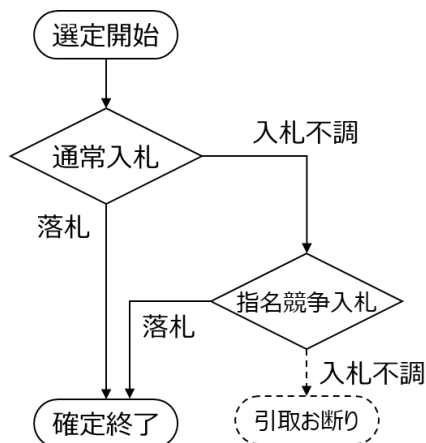 選定開始
通常入札
入札不調
落札
指名競争入札
落札
入札不調
確定終了
引取お断り